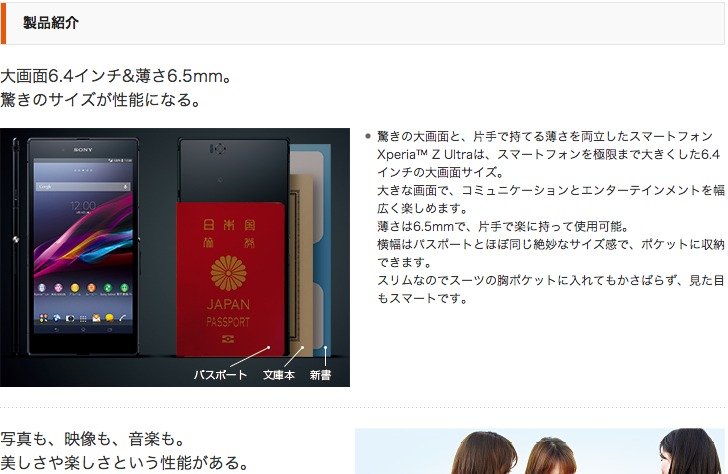 製品紹介
大画面6.4インチ&薄さ6.5mm。
驚きのサイズが性能になる。
SONY
日本国
旅券
JAPAN
PASSPORT
パスポート 文庫本 新書
驚きの大画面と、片手で持てる薄さを両立したスマートフォン
Xperia™ Z Ultraは、スマートフォンを極限まで大きくした6.4
インチの大画面サイズ。
大きな画面で、コミュニケーションとエンターテインメントを幅
広く楽しめます。
薄さは6.5mmで、片手で楽に持って使用可能。
横幅はパスポートとほぼ同じ絶妙なサイズ感で、ポケットに収納
できます。
スリムなのでスーツの胸ポケットに入れてもかさばらず、見た目
もスマートです。
写真も、映像も、音楽も。
美しさや楽しさという性能がある。